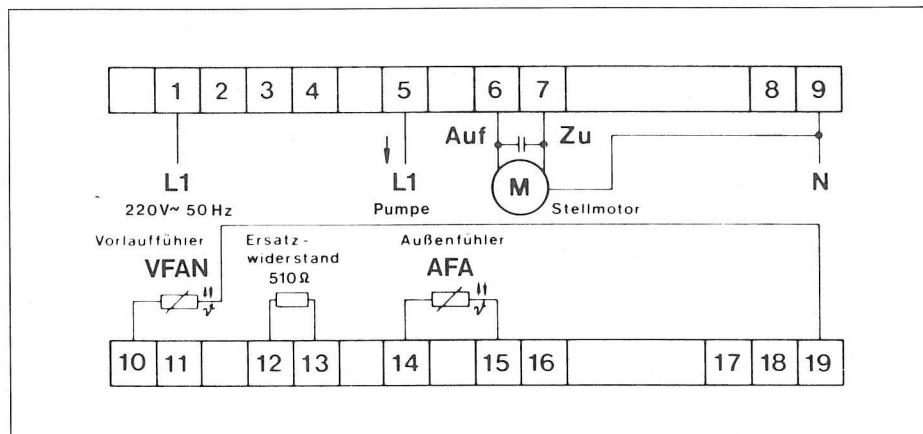 1 2 3 4 5 6 7 8 9
Auf Zu
L1 L1 M N
220V~ 50 Hz Pumpe Stellmotor
Vorlauffühler Ersatz- Außenfühler
VFAN widerstand AFA
510Ω
ϑ ϑ
10 11 12 13 14 15 16 17 18 19